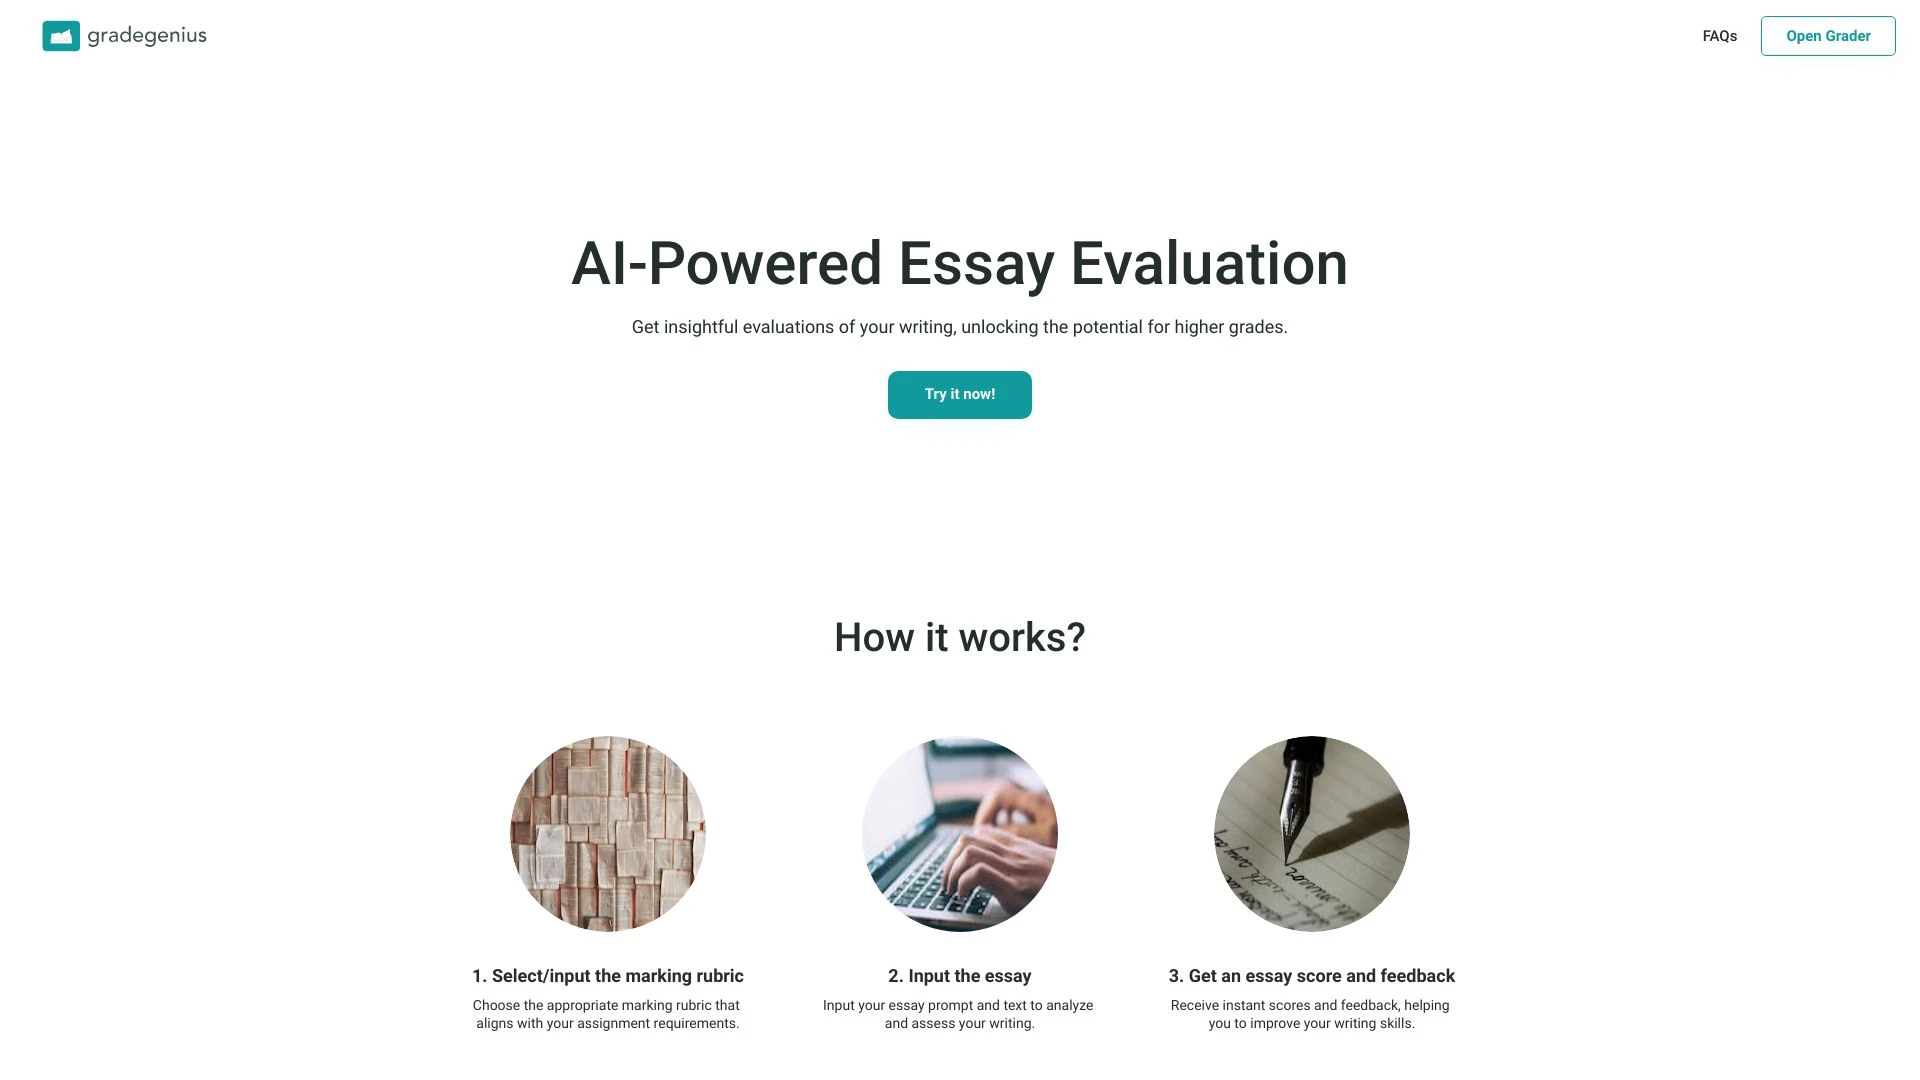 gradegenius
FAQs
Open Grader
AI-Powered Essay Evaluation
Get insightful evaluations of your writing, unlocking the potential for higher grades.
Try it now!
How it works?
1. Select/input the marking rubric
Choose the appropriate marking rubric that
aligns with your assignment requirements.
2. Input the essay
Input your essay prompt and text to analyze
and assess your writing.
3. Get an essay score and feedback
Receive instant scores and feedback, helping
you to improve your writing skills.